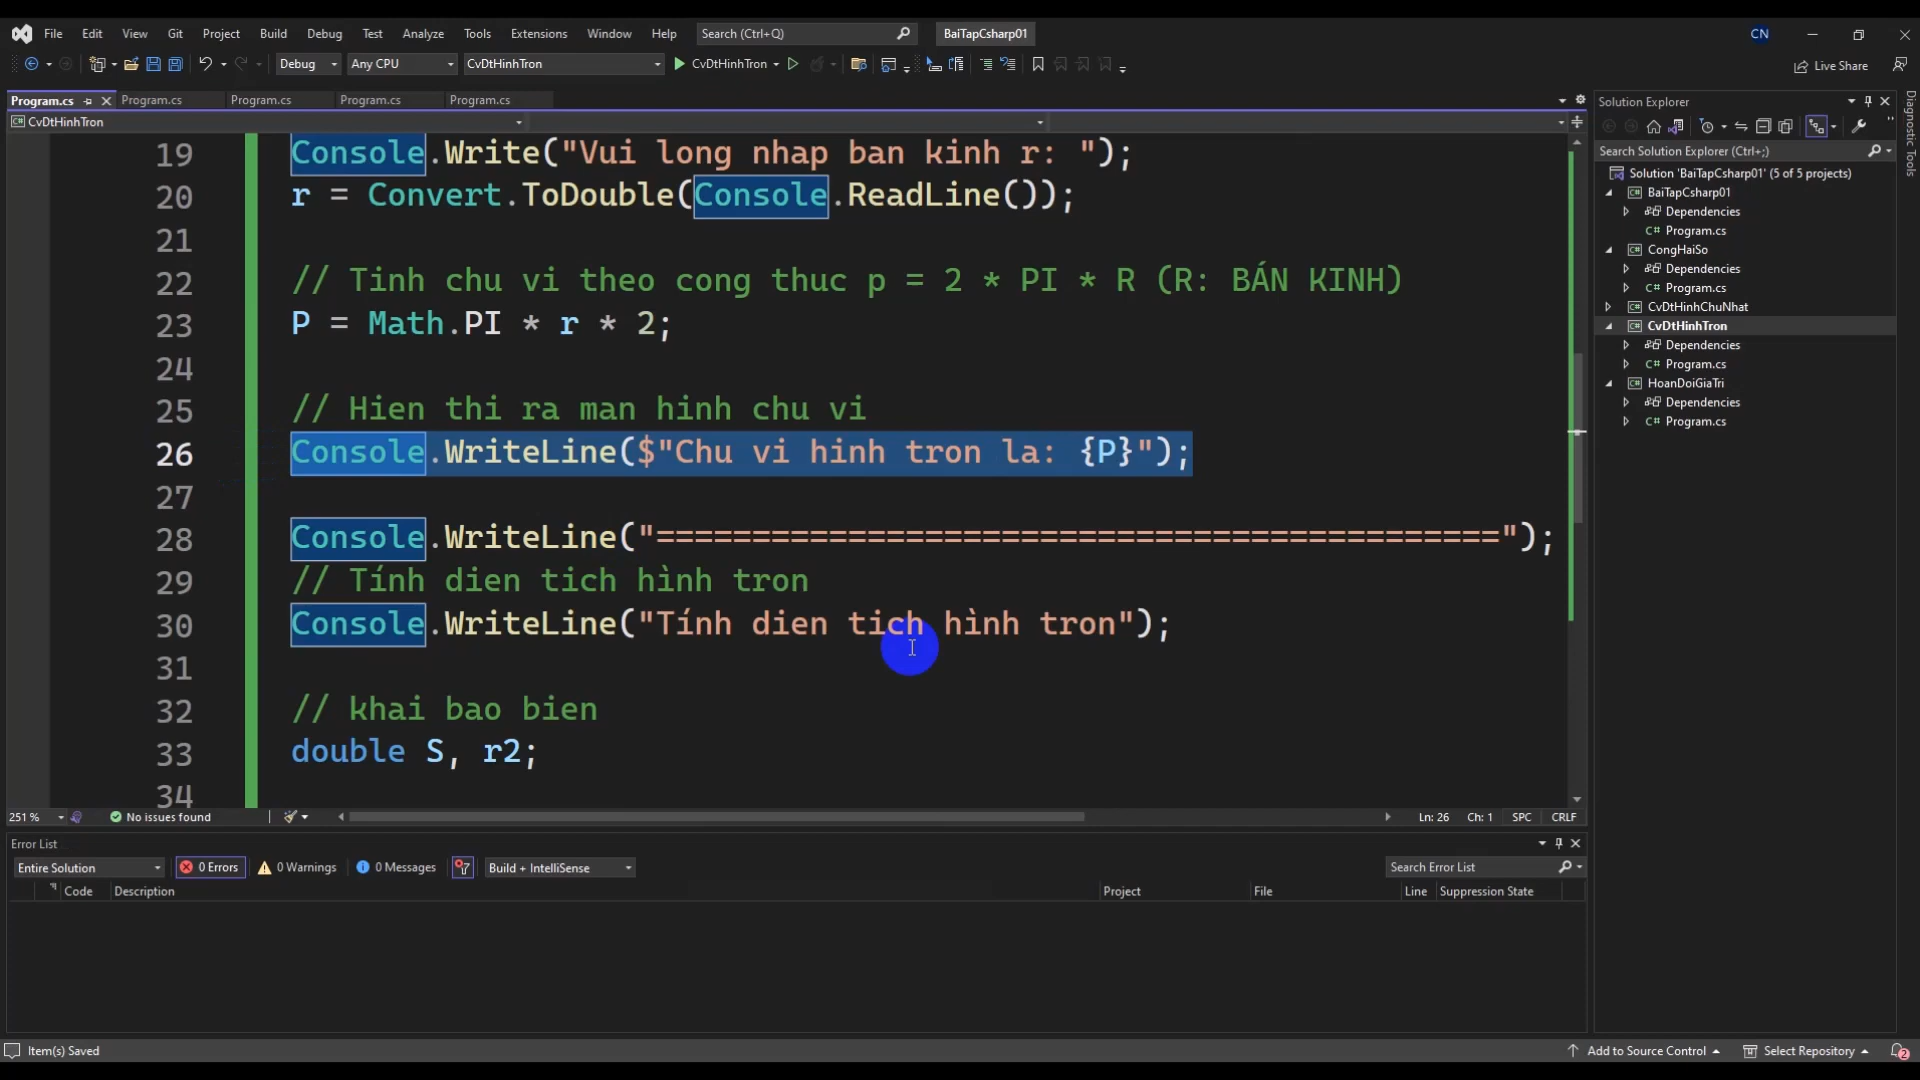 File Edit View Git Project Build Debug Test Analyze Tools Extensions Window Help Search (Ctrl+Q) BaiTapCsharp01 CN
Debug Any CPU CvDtHinhTron CvDtHinhTron Live Share
Program.cs Program.cs Program.cs Program.cs Program.cs
CvDtHinhTron
19 Console.Write("Vui long nhap ban kinh r: ");
20 r = Convert.ToDouble(Console.ReadLine());
21
22 // Tinh chu vi theo cong thuc p = 2 * PI * R (R: BÁN KINH)
23 P = Math.PI * r * 2;
24
25 // Hien thi ra man hinh chu vi
26 Console.WriteLine($"Chu vi hinh tron la: {P}");
27
28 Console.WriteLine("============================================");
29 // Tính dien tich hình tron
30 Console.WriteLine("Tính dien tich hình tron");
31
32 // khai bao bien
33 double S, r2;
34
251 % No issues found Ln: 26 Ch: 1 SPC CRLF
Error List
Entire Solution 0 Errors 0 Warnings 0 Messages Build + IntelliSense Search Error List
Code Description Project File Line Suppression State
Solution Explorer
Search Solution Explorer (Ctrl+;)
Solution 'BaiTapCsharp01' (5 of 5 projects)
BaiTapCsharp01
Dependencies
C# Program.cs
CongHaiSo
Dependencies
C# Program.cs
CvDtHinhChuNhat
CvDtHinhTron
Dependencies
C# Program.cs
HoanDoiGiaTri
Dependencies
C# Program.cs
Diagnostic Tools
Item(s) Saved Add to Source Control Select Repository 2